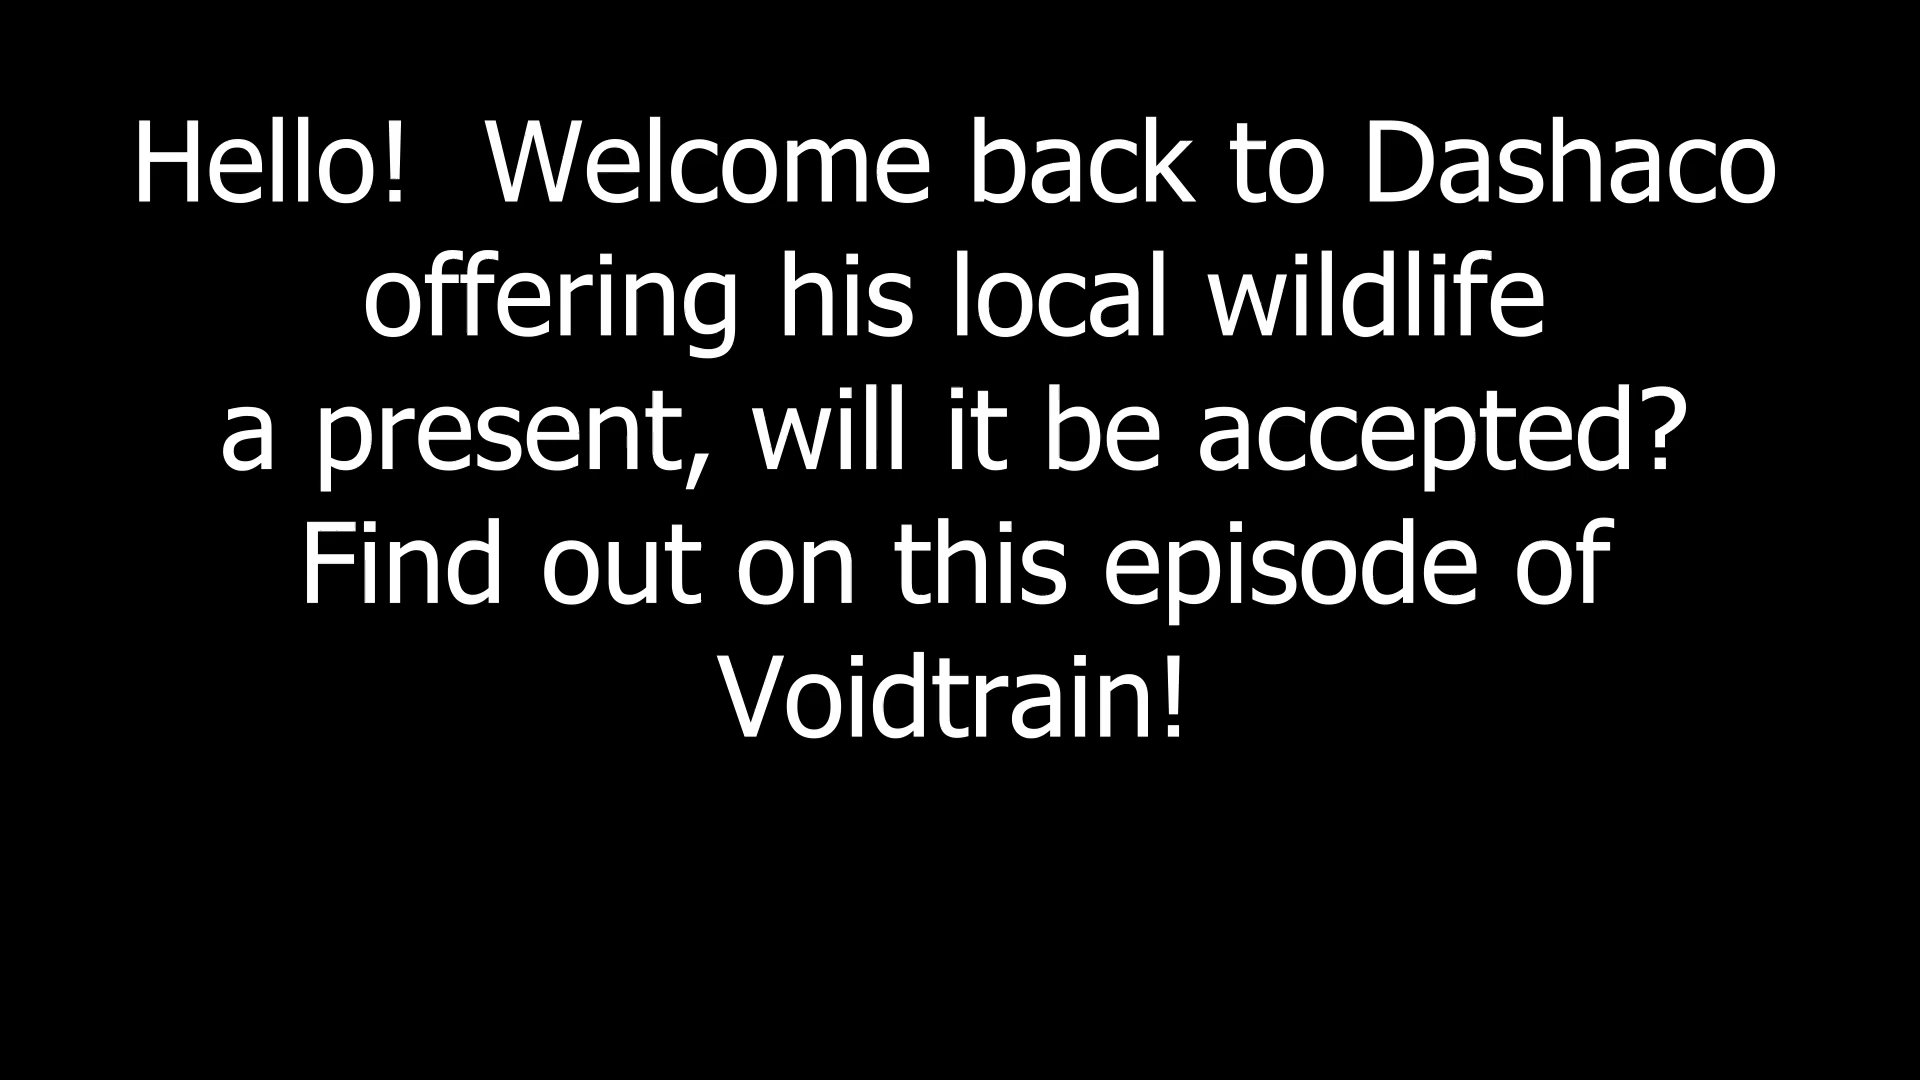 Hello!  Welcome back to Dashaco
offering his local wildlife
a present, will it be accepted?
Find out on this episode of
Voidtrain!